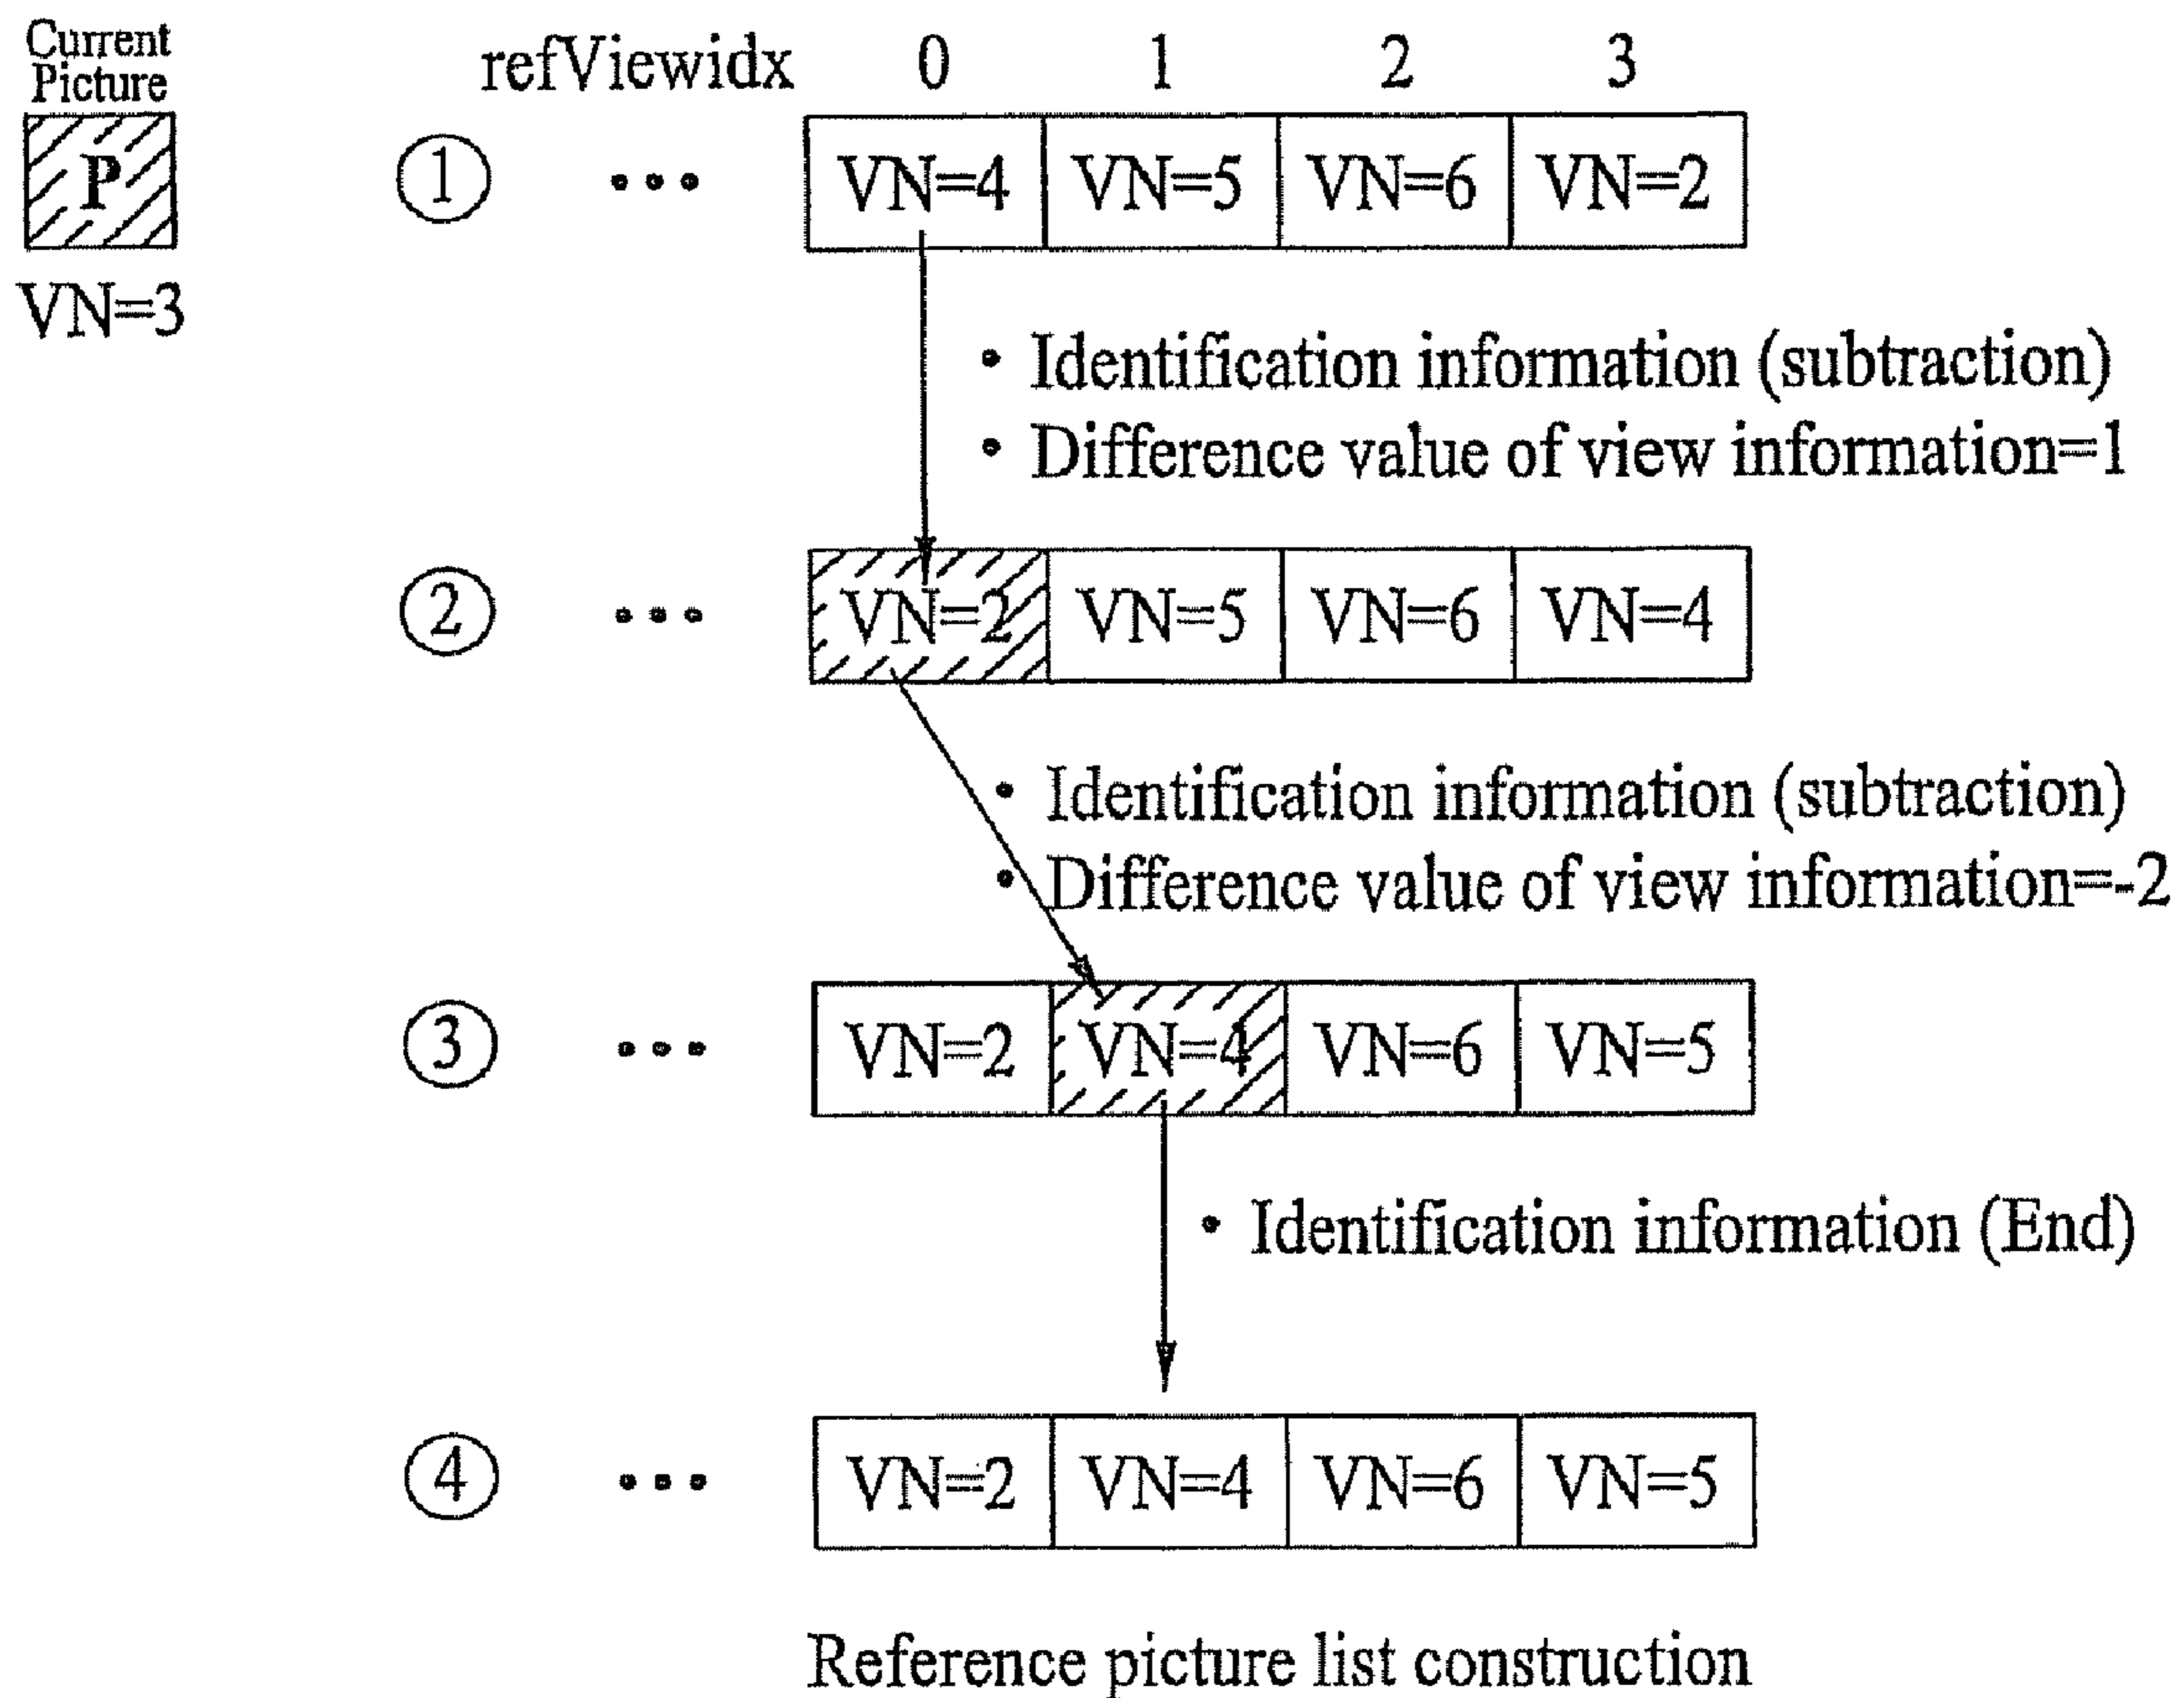 Current
Picture
P
VN=3
refViewidx 0 1 2 3
① ••• VN=4 VN=5 VN=6 VN=2
• Identification information (subtraction)
• Difference value of view information=1
② ••• VN=2 VN=5 VN=6 VN=4
• Identification information (subtraction)
• Difference value of view information=-2
③ ••• VN=2 VN=4 VN=6 VN=5
• Identification information (End)
④ ••• VN=2 VN=4 VN=6 VN=5
Reference picture list construction